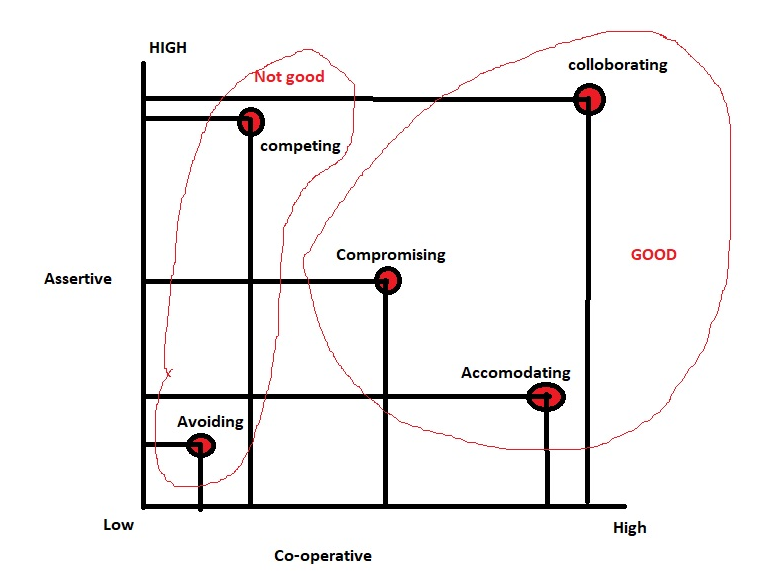 HIGH
colloborating
Not good
competing
Compromising
GOOD
Assertive
Accomodating
Avoiding
Low
High
Co-operative